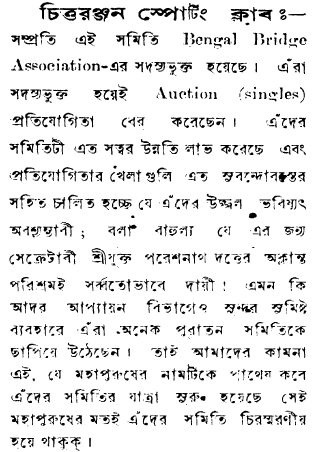 চিত্তরঞ্জন স্পোর্টিং ক্লাব ঃ—
সম্প্রতি এই সমিতি Bengal Bridge
Association-এর সদস্যভুক্ত হয়েছে। এঁরা
সদস্যভুক্ত হয়েই Auction (singles)
প্রতিযোগিতা বের করেছেন। এঁদের
সমিতিটী এত সত্বর উন্নতি লাভ করেছে এবং
প্রতিযোগিতার খেলাগুলি এত সুবন্দোবস্তের
সহিত চালিত হচ্ছে যে এঁদের উজ্জল ভবিষ্যৎ
অবশ্যম্ভাবী; বলা বাহুল্য যে এর জন্য
সেক্রেটারী শ্রীযুক্ত পরেশনাথ দত্তের অক্লান্ত
পরিশ্রমই সর্ব্বতোভাবে দায়ী। এমন কি
আদর আপ্যায়ন বিভাগেও সুন্দর সুমিষ্ট
ব্যবহারে এঁরা অনেক পুরাতন সমিতিকে
ছাপিয়ে উঠেছেন। তাই আমাদের কামনা
এই, যে মহাপুরুষের নামটিকে পাথেয় করে
এঁদের সমিতির যাত্রা সুরু হয়েছে সেই
মহাপুরুষের মতই এঁদের সমিতি চিরস্মরণীয়
হয়ে থাকুক্।